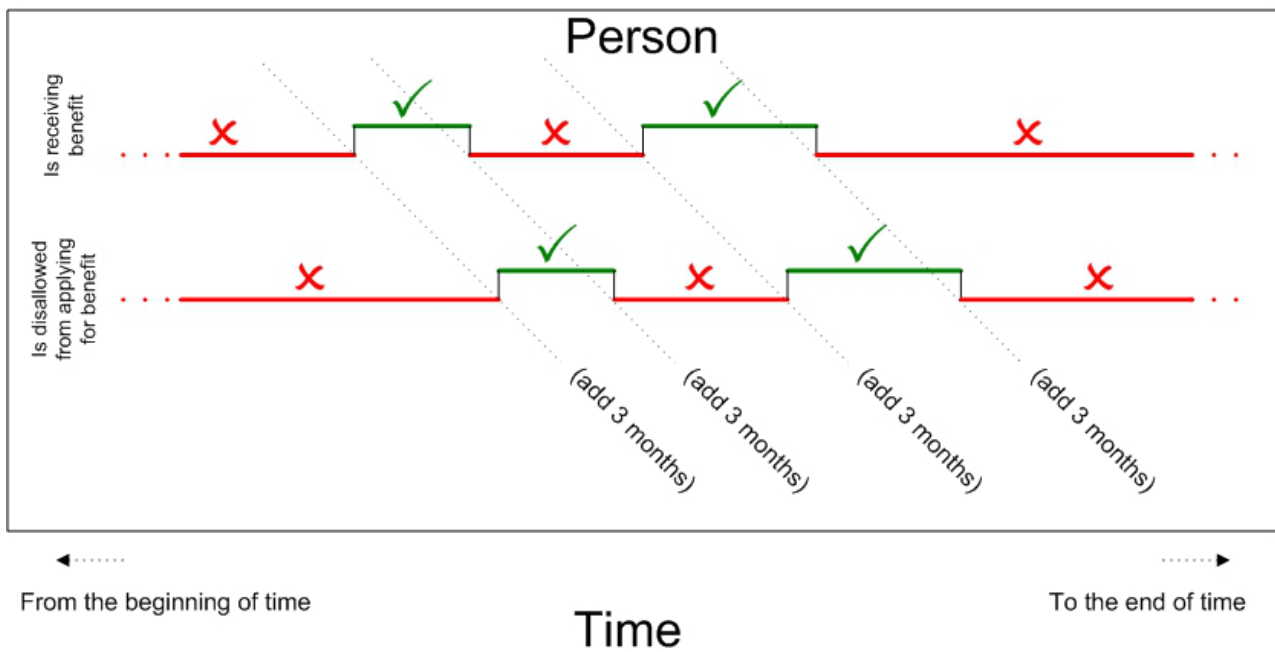 Person
Is receiving
benefit
Is disallowed
from applying
for benefit
(add 3 months)
(add 3 months)
(add 3 months)
(add 3 months)
From the beginning of time
To the end of time
Time